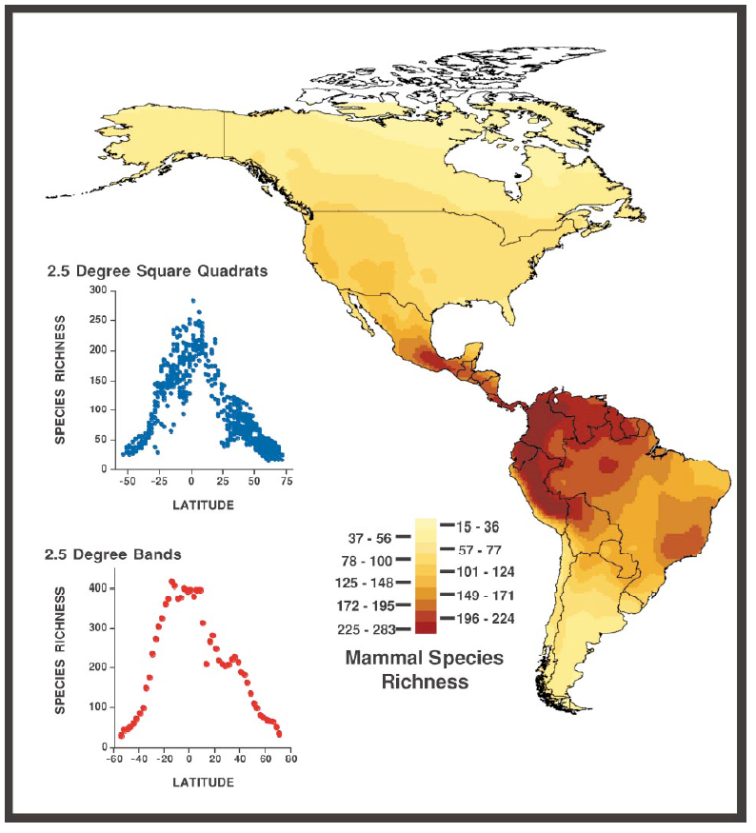 2.5 Degree Square Quadrats
300
250
200
150
100
50
0
SPECIES RICHNESS
-50 -25 0 25 50 75
LATITUDE
2.5 Degree Bands
400
300
200
100
0
SPECIES RICHNESS
-60 -40 -20 0 20 40 60 80
LATITUDE
15 - 36
37 - 56
57 - 77
78 - 100
101 - 124
125 - 148
149 - 171
172 - 195
196 - 224
225 - 283
Mammal Species
Richness